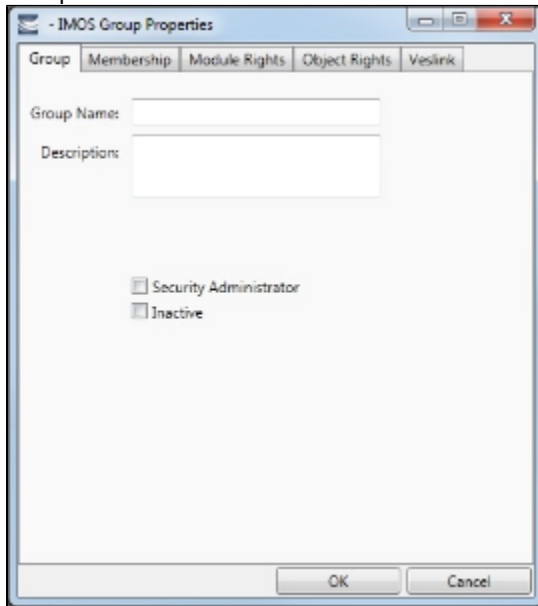 - IMOS Group Properties
Group Membership Module Rights Object Rights Veslink
Group Name:
Description:
Security Administrator
Inactive
OK Cancel